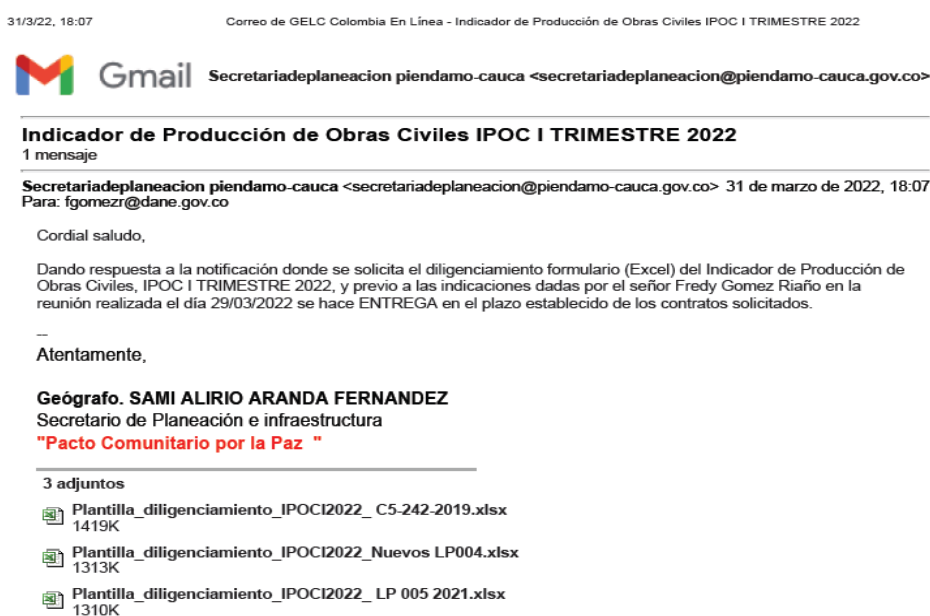 31/3/22, 18:07 Correo de GELC Colombia En Línea - Indicador de Producción de Obras Civiles IPOC I TRIMESTRE 2022
Gmail Secretariadeplaneacion piendamo-cauca <secretariadeplaneacion@piendamo-cauca.gov.co>
Indicador de Producción de Obras Civiles IPOC I TRIMESTRE 2022
1 mensaje
Secretariadeplaneacion piendamo-cauca <secretariadeplaneacion@piendamo-cauca.gov.co> 31 de marzo de 2022, 18:07
Para: fgomezr@dane.gov.co
Cordial saludo,
Dando respuesta a la notificación donde se solicita el diligenciamiento formulario (Excel) del Indicador de Producción de
Obras Civiles, IPOC I TRIMESTRE 2022, y previo a las indicaciones dadas por el señor Fredy Gomez Riaño en la
reunión realizada el día 29/03/2022 se hace ENTREGA en el plazo establecido de los contratos solicitados.
--
Atentamente,
Geógrafo. SAMI ALIRIO ARANDA FERNANDEZ
Secretario de Planeación e infraestructura
"Pacto Comunitario por la Paz "
3 adjuntos
Plantilla_diligenciamiento_IPOCI2022_ C5-242-2019.xlsx
1419K
Plantilla_diligenciamiento_IPOCI2022_Nuevos LP004.xlsx
1313K
Plantilla_diligenciamiento_IPOCI2022_ LP 005 2021.xlsx
1310K